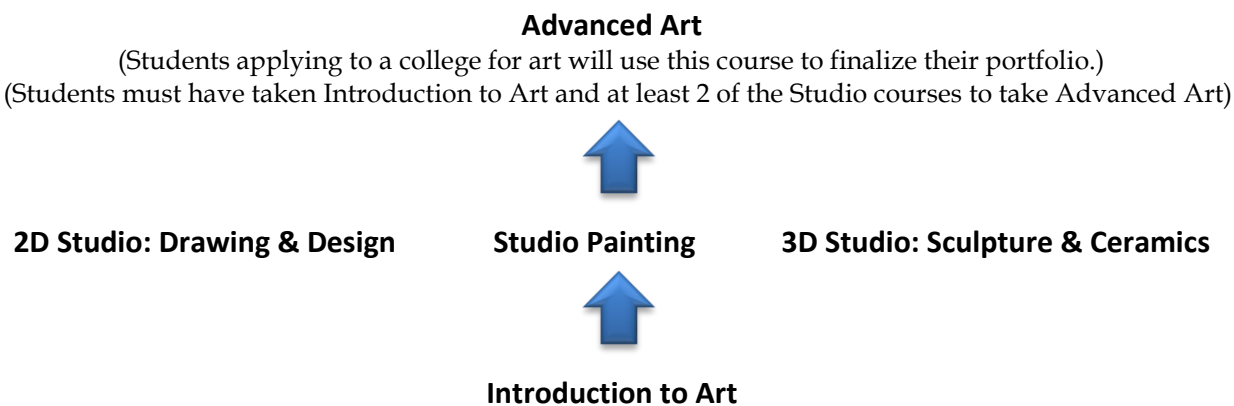 Advanced Art
(Students applying to a college for art will use this course to finalize their portfolio.)
(Students must have taken Introduction to Art and at least 2 of the Studio courses to take Advanced Art)
2D Studio: Drawing & Design Studio Painting 3D Studio: Sculpture & Ceramics
Introduction to Art